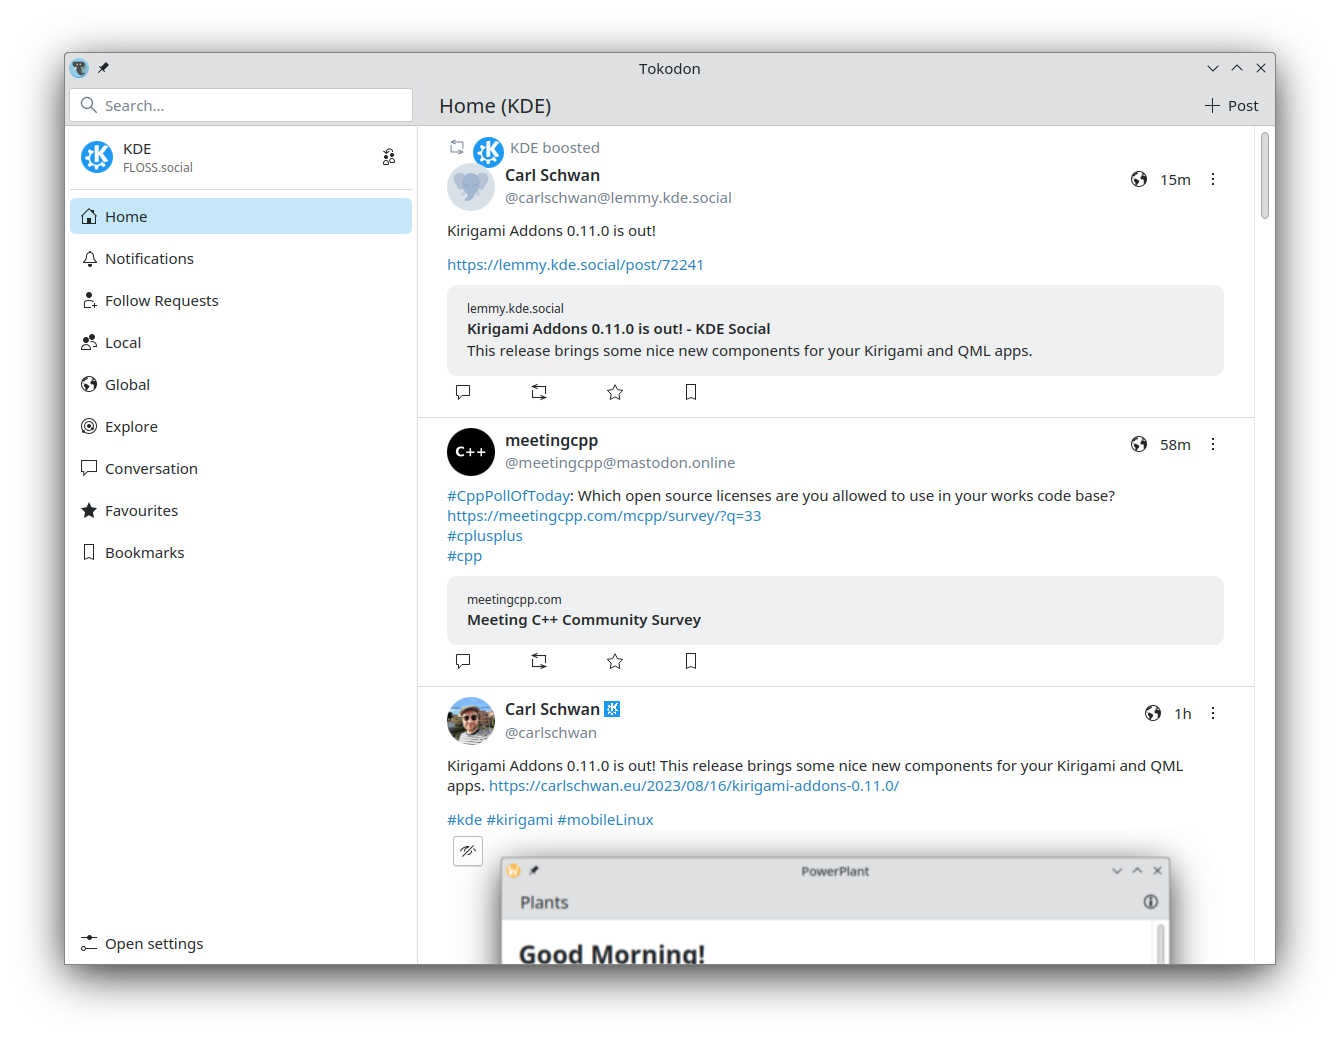 Tokodon
Search...
Home (KDE)
Post
KDE
FLOSS.social
Home
Notifications
Follow Requests
Local
Global
Explore
Conversation
Favourites
Bookmarks
Open settings
KDE boosted
Carl Schwan
@carlschwan@lemmy.kde.social
15m
Kirigami Addons 0.11.0 is out!
https://lemmy.kde.social/post/72241
lemmy.kde.social
Kirigami Addons 0.11.0 is out! - KDE Social
This release brings some nice new components for your Kirigami and QML apps.
C++
meetingcpp
@meetingcpp@mastodon.online
58m
#CppPollOfToday: Which open source licenses are you allowed to use in your works code base?
https://meetingcpp.com/mcpp/survey/?q=33
#cplusplus
#cpp
meetingcpp.com
Meeting C++ Community Survey
Carl Schwan
@carlschwan
1h
Kirigami Addons 0.11.0 is out! This release brings some nice new components for your Kirigami and QML
apps. https://carlschwan.eu/2023/08/16/kirigami-addons-0.11.0/
#kde #kirigami #mobileLinux
PowerPlant
Plants
Good Morning!